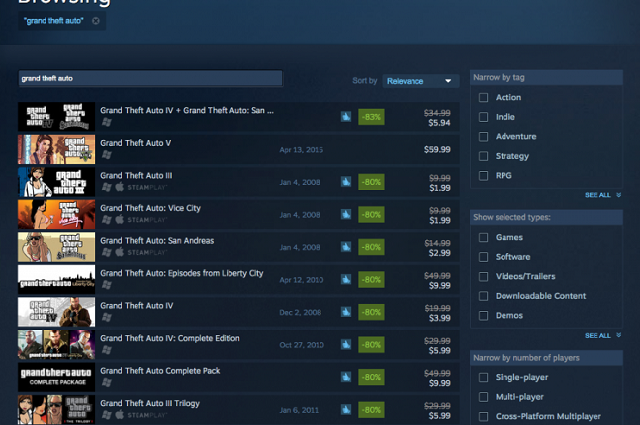 Browsing
"grand theft auto"
grand theft auto
Sort by Relevance
Grand Theft Auto IV + Grand Theft Auto: San ...
-83%
$34.99
$5.94
Grand Theft Auto V
Apr 13, 2015
$59.99
Grand Theft Auto III
STEAMPLAY
Jan 4, 2008
-80%
$9.99
$1.99
Grand Theft Auto: Vice City
STEAMPLAY
Jan 4, 2008
-80%
$9.99
$1.99
Grand Theft Auto: San Andreas
STEAMPLAY
Jan 4, 2008
-80%
$14.99
$2.99
Grand Theft Auto: Episodes from Liberty City
Apr 12, 2010
-80%
$49.99
$9.99
Grand Theft Auto IV
Dec 2, 2008
-80%
$19.99
$3.99
Grand Theft Auto IV: Complete Edition
Oct 27, 2010
-80%
$29.99
$5.99
grand theft auto
COMPLETE PACKAGE
Grand Theft Auto Complete Pack
-80%
$49.99
$9.99
Grand Theft Auto III Trilogy
STEAMPLAY
Jan 6, 2011
-80%
$29.99
$5.99
Narrow by tag
Action
Indie
Adventure
Strategy
RPG
SEE ALL
Show selected types:
Games
Software
Videos/Trailers
Downloadable Content
Demos
SEE ALL
Narrow by number of players
Single-player
Multi-player
Cross-Platform Multiplayer